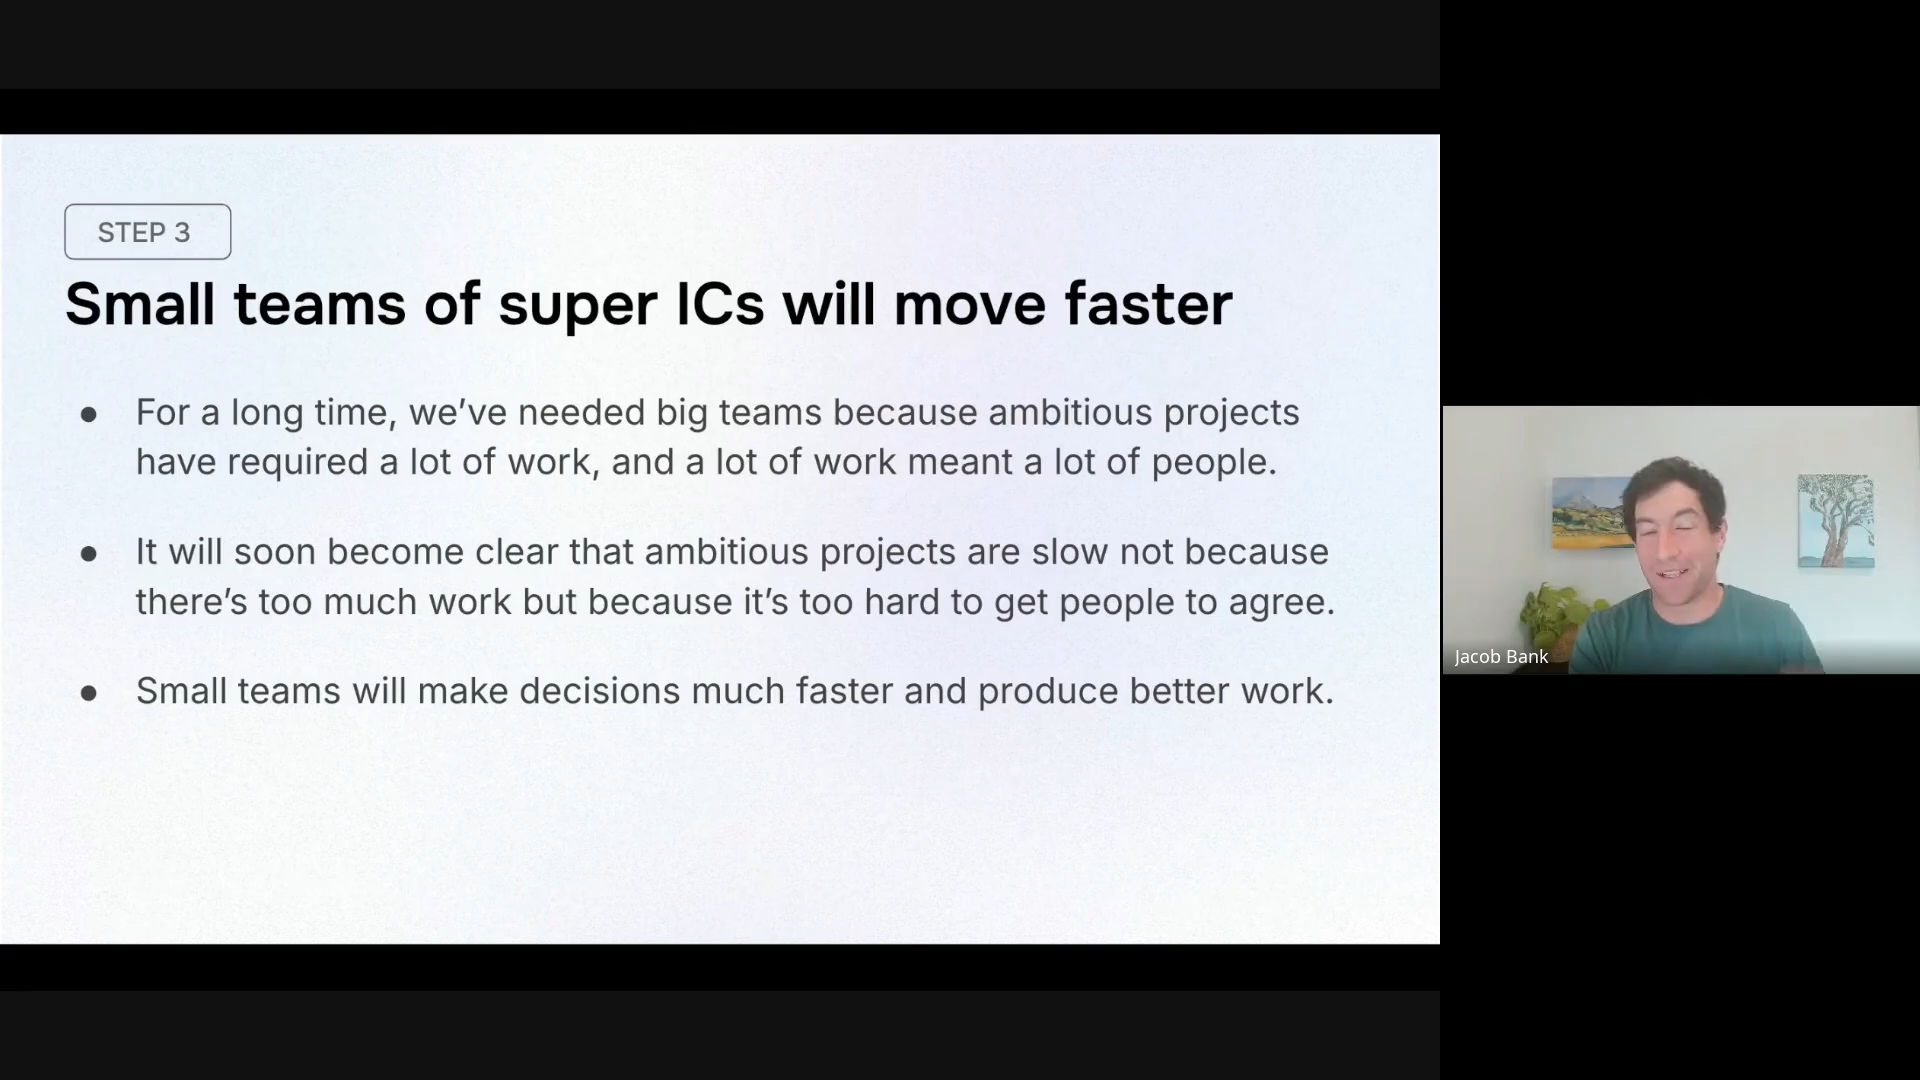 STEP 3
Small teams of super ICs will move faster
● For a long time, we’ve needed big teams because ambitious projects
have required a lot of work, and a lot of work meant a lot of people.
● It will soon become clear that ambitious projects are slow not because
there’s too much work but because it’s too hard to get people to agree.
● Small teams will make decisions much faster and produce better work.
Jacob Bank